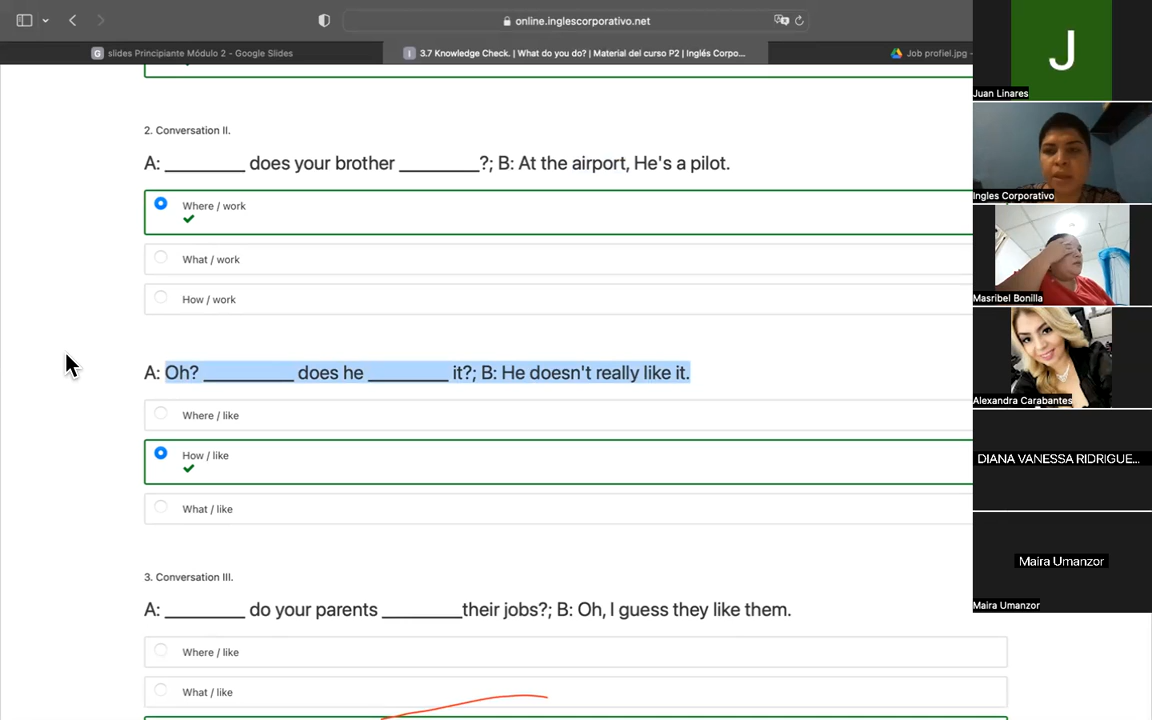 online.inglescorporativo.net
slides Principiante Módulo 2 - Google Slides
3.7 Knowledge Check. | What do you do? | Material del curso P2 | Inglés Corpo...
Job profiel.jpg -
J
Juan Linares
2. Conversation II.
A: _________ does your brother _________?; B: At the airport, He's a pilot.
Where / work
What / work
How / work
Ingles Corporativo
Masribel Bonilla
A: Oh? __________ does he _________ it?; B: He doesn't really like it.
Where / like
How / like
What / like
Alexandra Carabantes
DIANA VANESSA RIDRIGUE...
3. Conversation III.
A: _________ do your parents _________their jobs?; B: Oh, I guess they like them.
Where / like
What / like
Maira Umanzor
Maira Umanzor